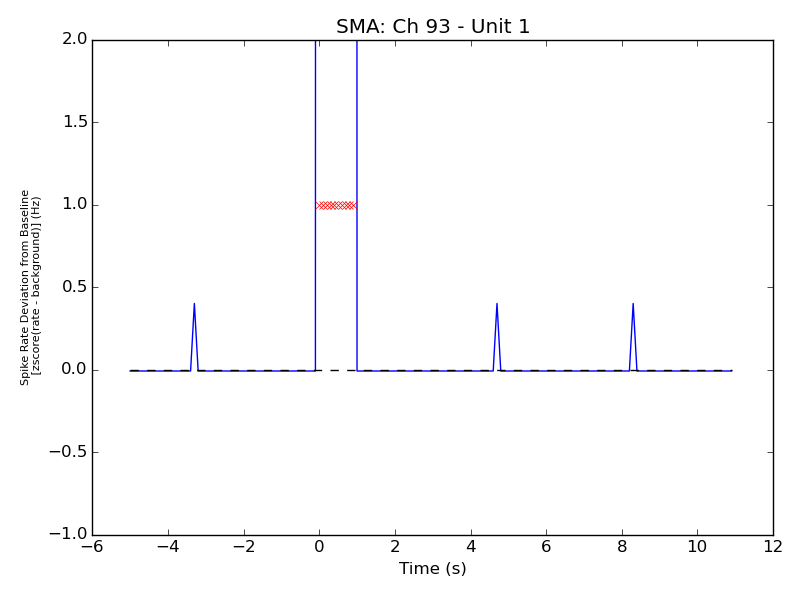 SMA: Ch 93 - Unit 1
2.0
1.5
1.0
0.5
0.0
−0.5
−1.0
Spike Rate Deviation from Baseline
[zscore(rate - background)] (Hz)
−6 −4 −2 0 2 4 6 8 10 12
Time (s)